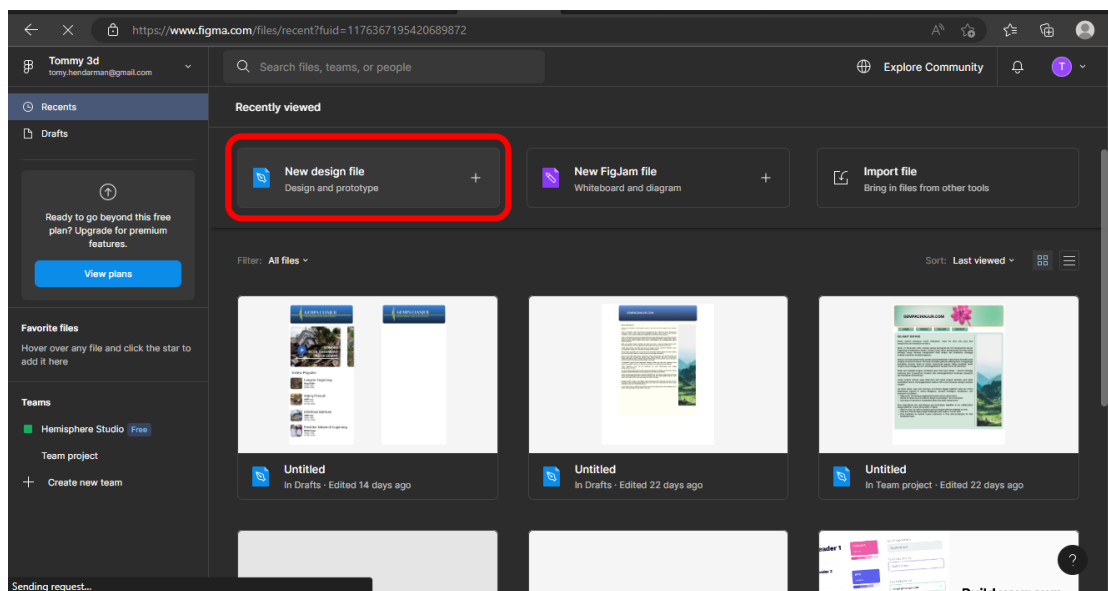 https://www.figma.com/files/recent?fuid=1176367195420689872
Tommy 3d
tomy.hendarman@gmail.com
Search files, teams, or people
Explore Community
T
Recents
Recently viewed
Drafts
New design file
Design and prototype
New FigJam file
Whiteboard and diagram
Import file
Bring in files from other tools
Ready to go beyond this free
plan? Upgrade for premium
features.
View plans
Filter: All files
Sort: Last viewed
Favorite files
Hover over any file and click the star to
add it here
Teams
Hemisphere Studio Free
Team project
Create new team
Untitled
In Drafts · Edited 14 days ago
Untitled
In Drafts · Edited 22 days ago
Untitled
In Team project · Edited 22 days ago
eader 1
?
Sending request...